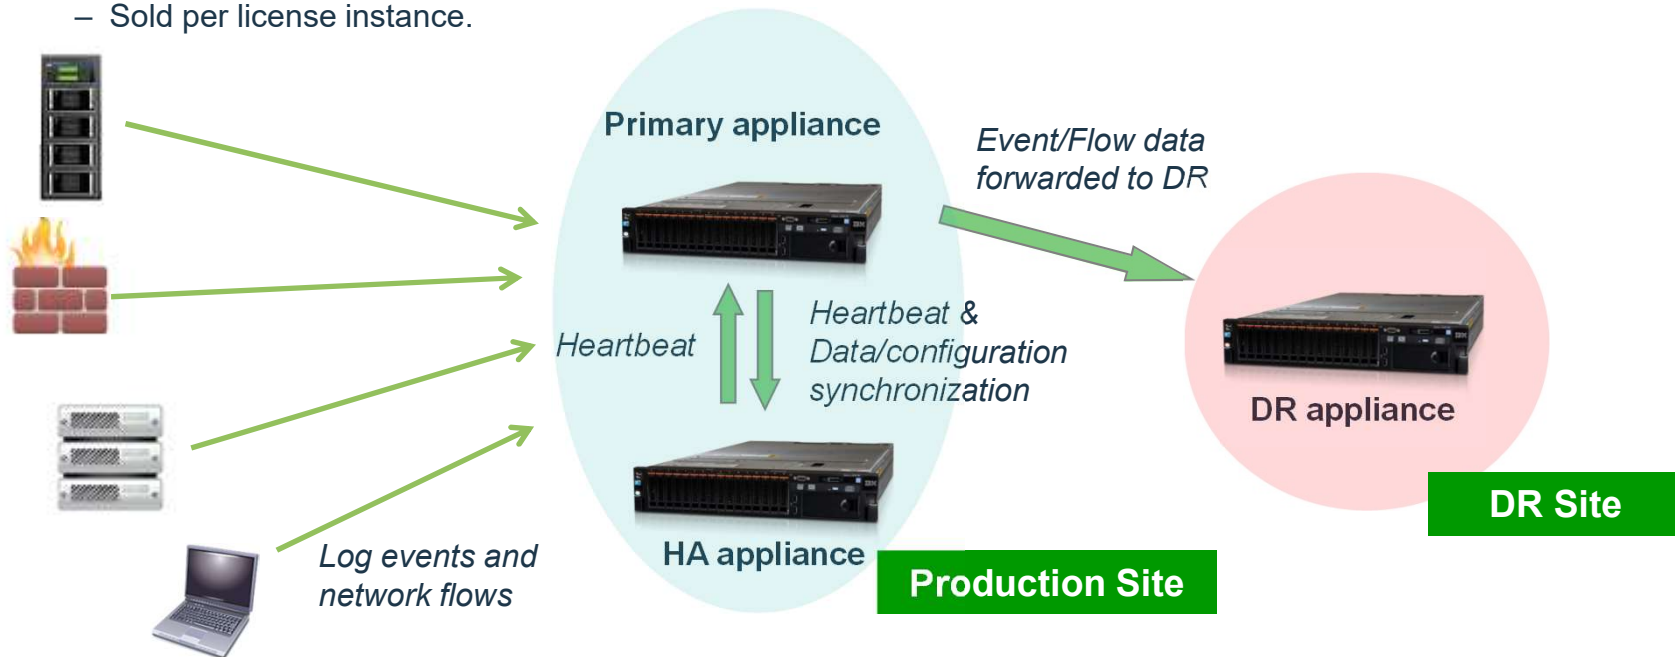 – Sold per license instance.
Primary appliance
Event/Flow data
forwarded to DR
Heartbeat
Heartbeat &
Data/configuration
synchronization
DR appliance
HA appliance
DR Site
Production Site
Log events and
network flows